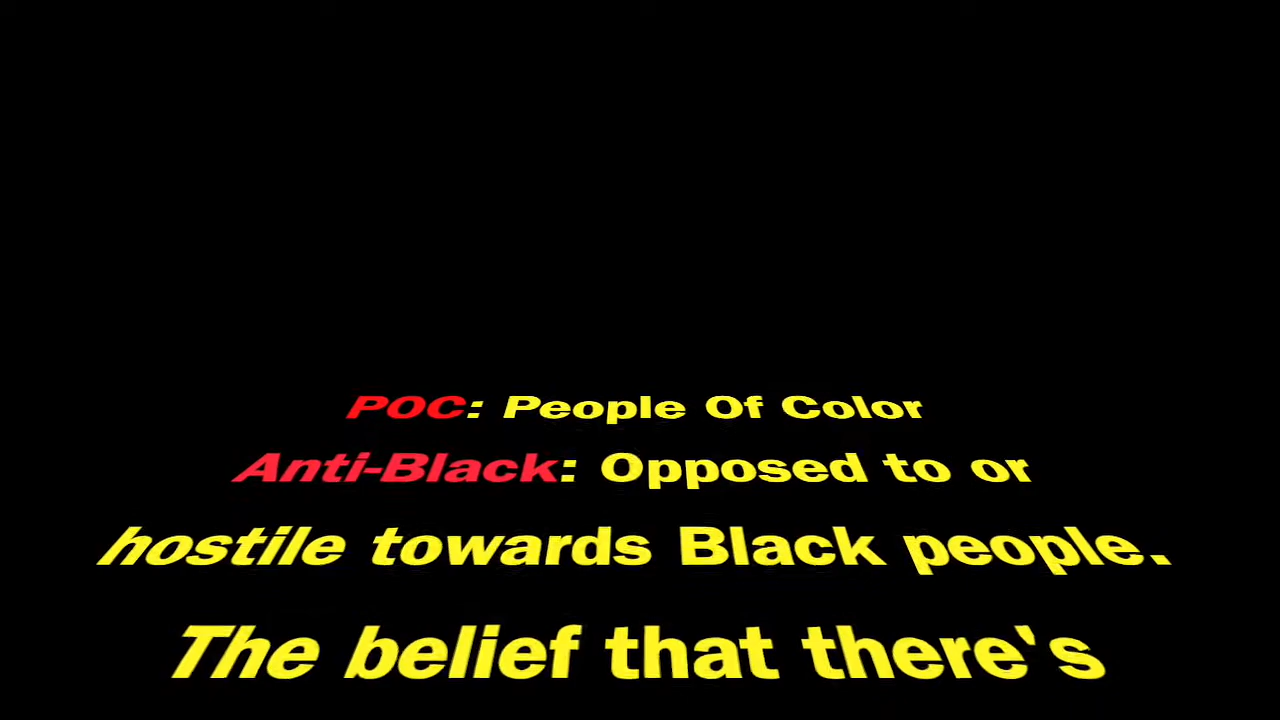 POC: People Of Color
Anti-Black: Opposed to or
hostile towards Black people.
The belief that there's